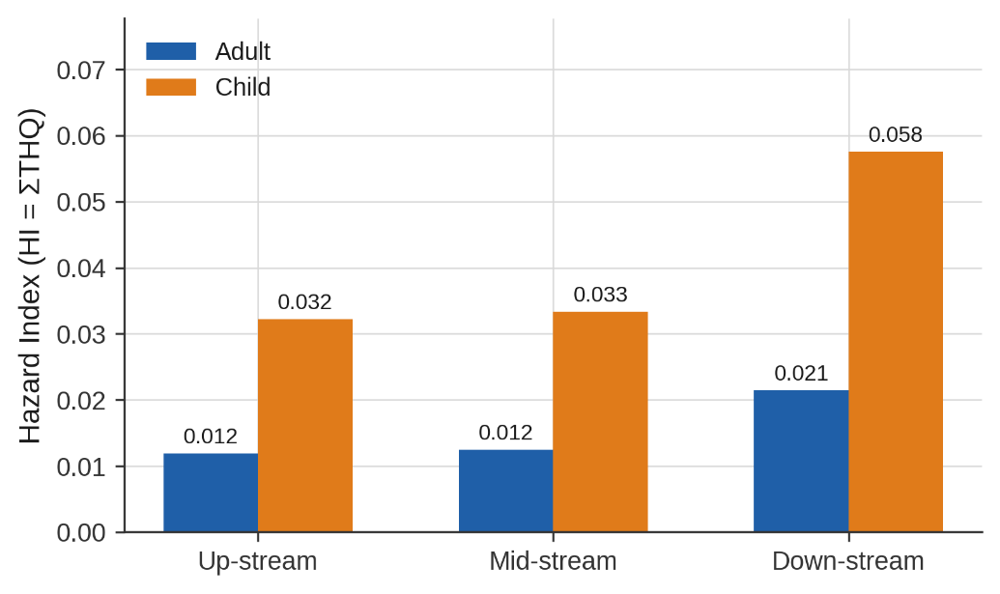 Adult
Child
Hazard Index (HI = ΣTHQ)
0.07
0.06
0.05
0.04
0.03
0.02
0.01
0.00
0.012
0.032
0.012
0.033
0.021
0.058
Up-stream
Mid-stream
Down-stream